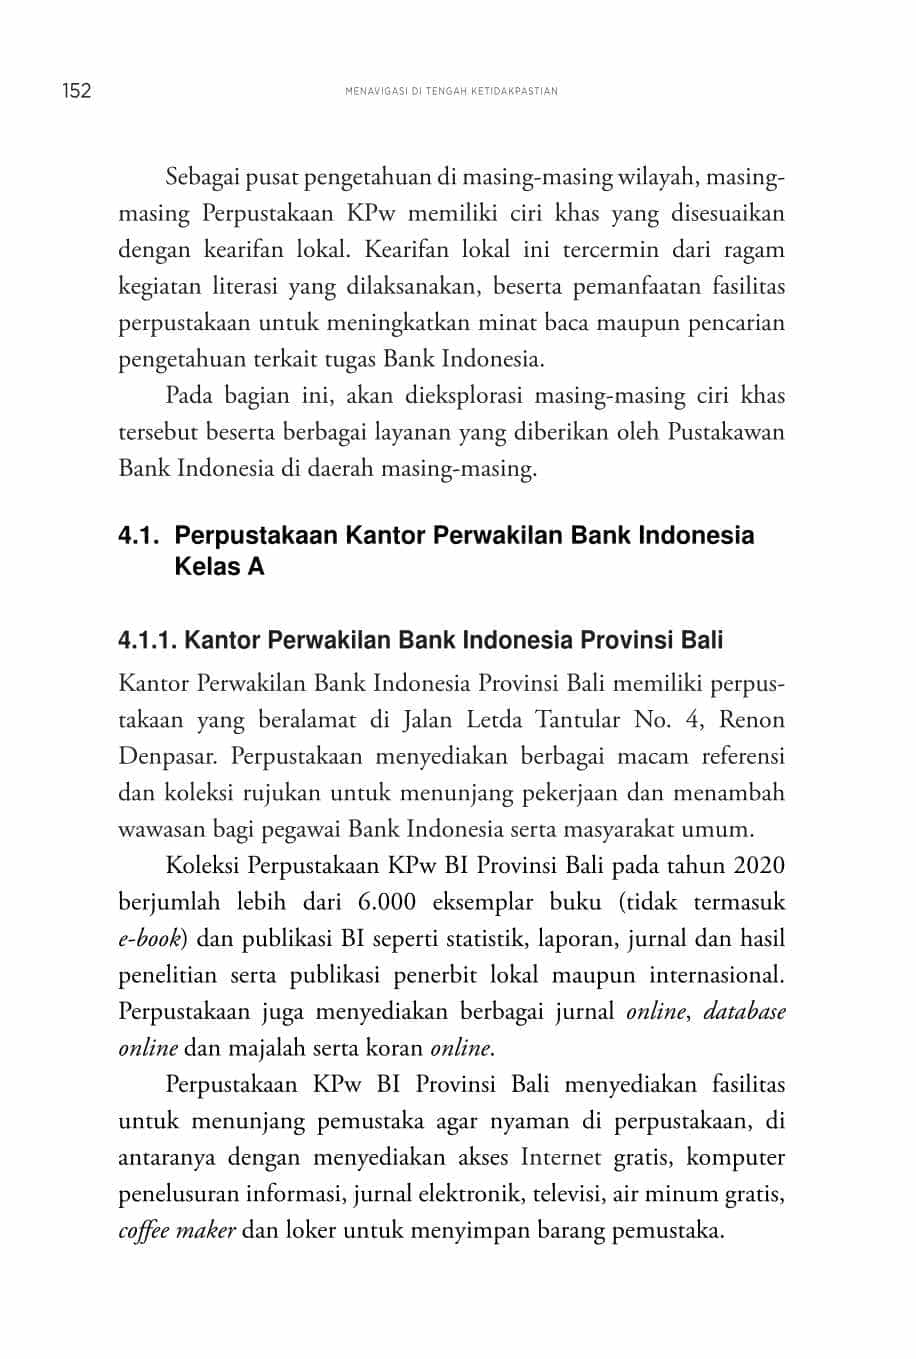 152
MENAVIGASI DI TENGAH KETIDAKPASTIAN
Sebagai pusat pengetahuan di masing-masing wilayah, masing-
masing Perpustakaan KPw memiliki ciri khas yang disesuaikan
dengan kearifan lokal. Kearifan lokal ini tercermin dari ragam
kegiatan literasi yang dilaksanakan, beserta pemanfaatan fasilitas
perpustakaan untuk meningkatkan minat baca maupun pencarian
pengetahuan terkait tugas Bank Indonesia.
Pada bagian ini, akan dieksplorasi masing-masing ciri khas
tersebut beserta berbagai layanan yang diberikan oleh Pustakawan
Bank Indonesia di daerah masing-masing.
4.1. Perpustakaan Kantor Perwakilan Bank Indonesia
Kelas A
4.1.1. Kantor Perwakilan Bank Indonesia Provinsi Bali
Kantor Perwakilan Bank Indonesia Provinsi Bali memiliki perpus-
takaan yang beralamat di Jalan Letda Tantular No. 4, Renon
Denpasar. Perpustakaan menyediakan berbagai macam referensi
dan koleksi rujukan untuk menunjang pekerjaan dan menambah
wawasan bagi pegawai Bank Indonesia serta masyarakat umum.
Koleksi Perpustakaan KPw BI Provinsi Bali pada tahun 2020
berjumlah lebih dari 6.000 eksemplar buku (tidak termasuk
e-book) dan publikasi BI seperti statistik, laporan, jurnal dan hasil
penelitian serta publikasi penerbit lokal maupun internasional.
Perpustakaan juga menyediakan berbagai jurnal online, database
online dan majalah serta koran online.
Perpustakaan KPw BI Provinsi Bali menyediakan fasilitas
untuk menunjang pemustaka agar nyaman di perpustakaan, di
antaranya dengan menyediakan akses Internet gratis, komputer
penelusuran informasi, jurnal elektronik, televisi, air minum gratis,
coffee maker dan loker untuk menyimpan barang pemustaka.